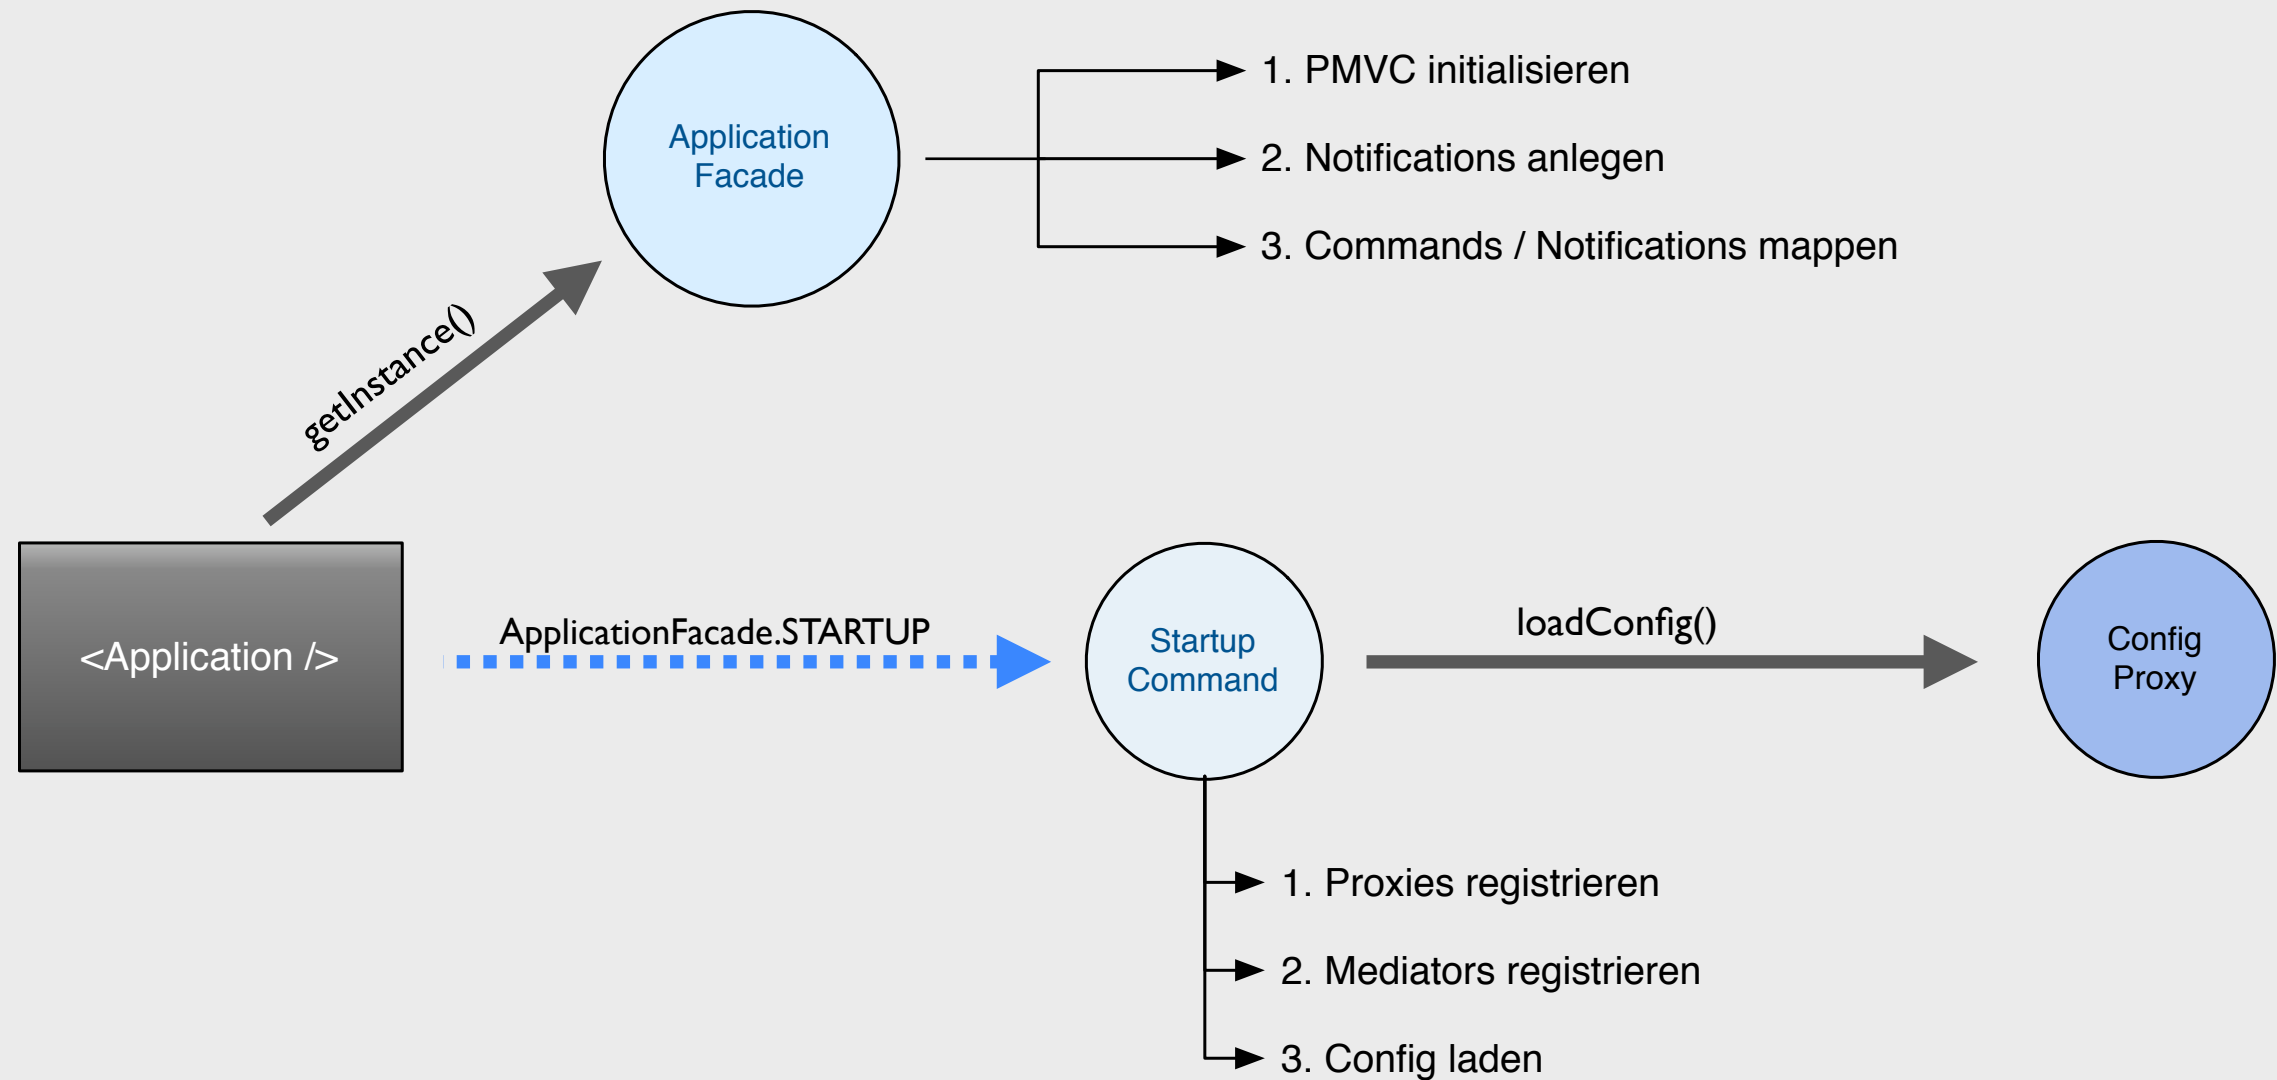 Application
Facade
1. PMVC initialisieren
2. Notifications anlegen
3. Commands / Notifications mappen
getInstance()
<Application />
ApplicationFacade.STARTUP
Startup
Command
loadConfig()
Config
Proxy
1. Proxies registrieren
2. Mediators registrieren
3. Config laden